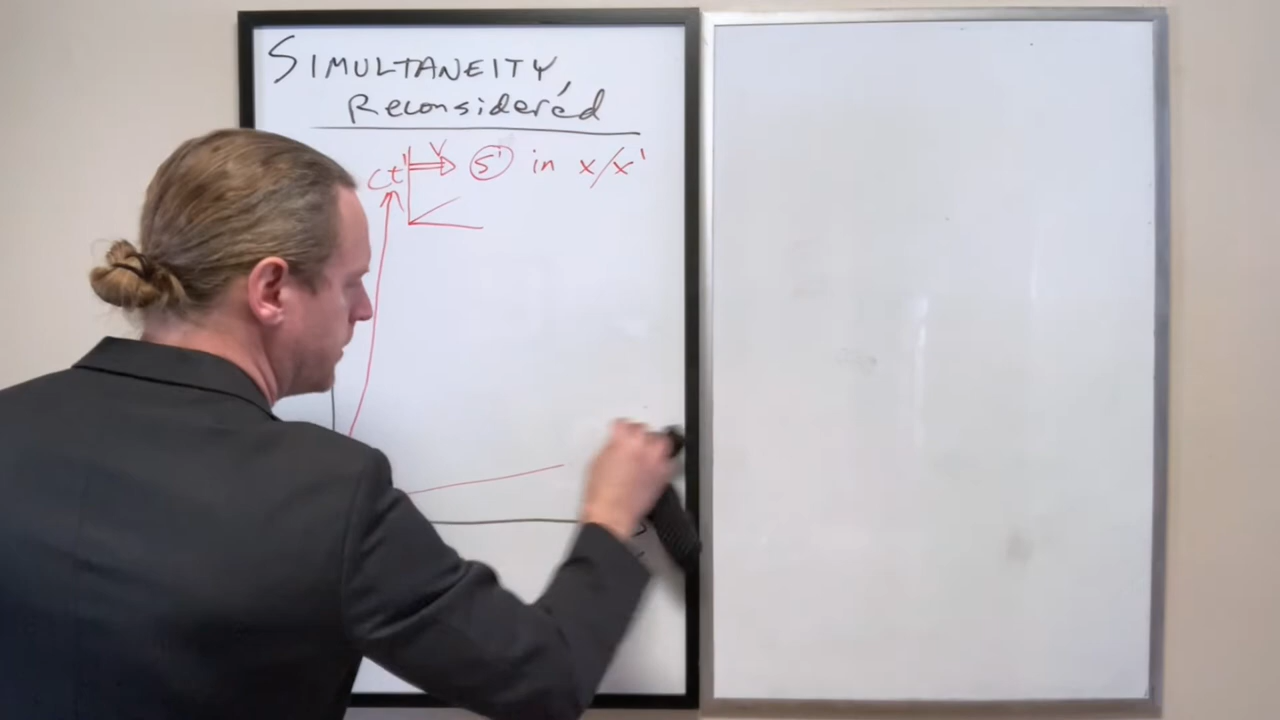 SIMULTANEITY,
Reconsidered
V
ct' S' in x/x'